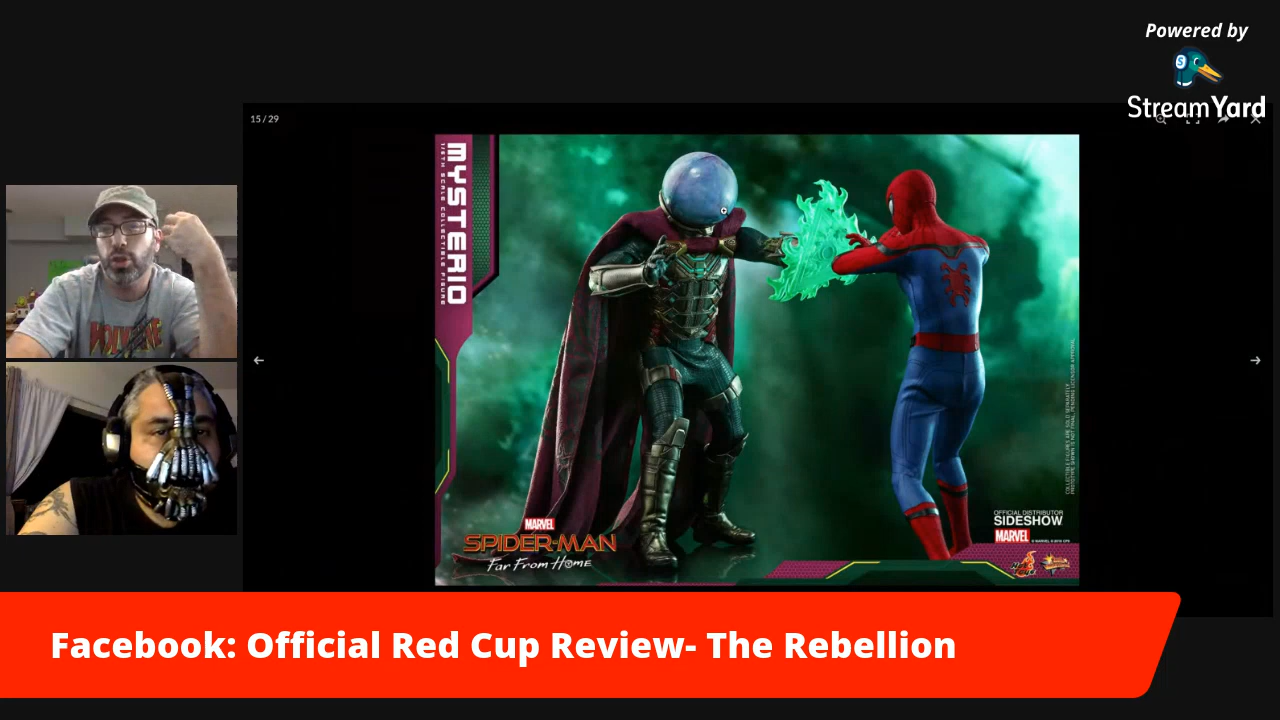 Powered by
StreamYard
15 / 29
MYSTERIO
1/6TH SCALE COLLECTIBLE FIGURE
MARVEL
SPIDER-MAN
Far From Home
OFFICIAL DISTRIBUTOR
SIDESHOW
MARVEL
Facebook: Official Red Cup Review- The Rebellion